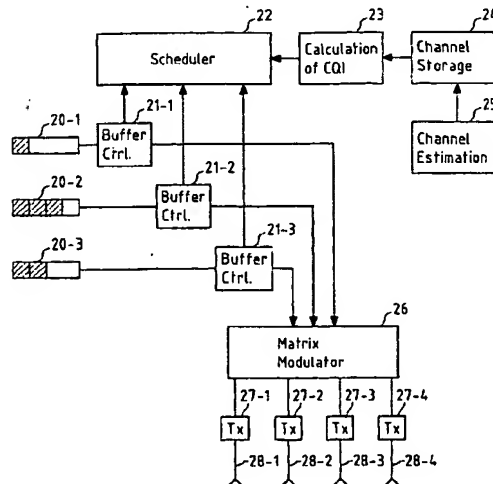 22
23
Scheduler
Calculation
of CQI
Channel
Storage
20-1
21-1
Buffer
Ctrl.
Channel
Estimation
20-2
21-2
Buffer
Ctrl.
20-3
21-3
Buffer
Ctrl.
26
Matrix
Modulator
27-1
27-2
27-3
27-4
Tx
Tx
Tx
Tx
28-1
28-2
28-3
28-4